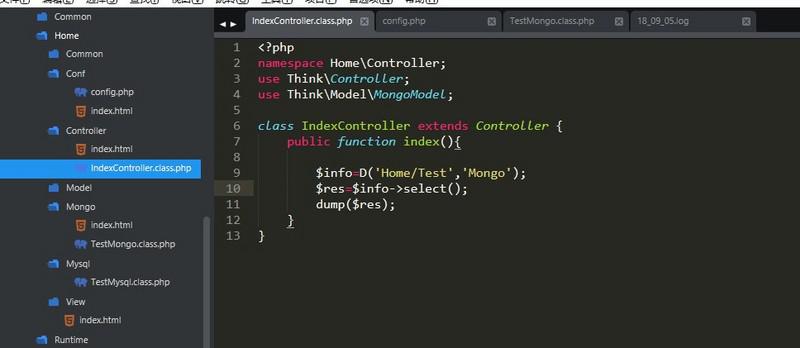 IndexController.class.php
config.php
TestMongo.class.php
18_09_05.log
Common
Home
Common
Conf
config.php
index.html
Controller
index.html
IndexController.class.php
Model
Mongo
index.html
TestMongo.class.php
Mysql
TestMysql.class.php
View
index.html
Runtime
1 <?php
2 namespace Home\Controller;
3 use Think\Controller;
4 use Think\Model\MongoModel;
5
6 class IndexController extends Controller {
7 public function index(){
8
9 $info=D('Home/Test','Mongo');
10 $res=$info->select();
11 dump($res);
12 }
13 }